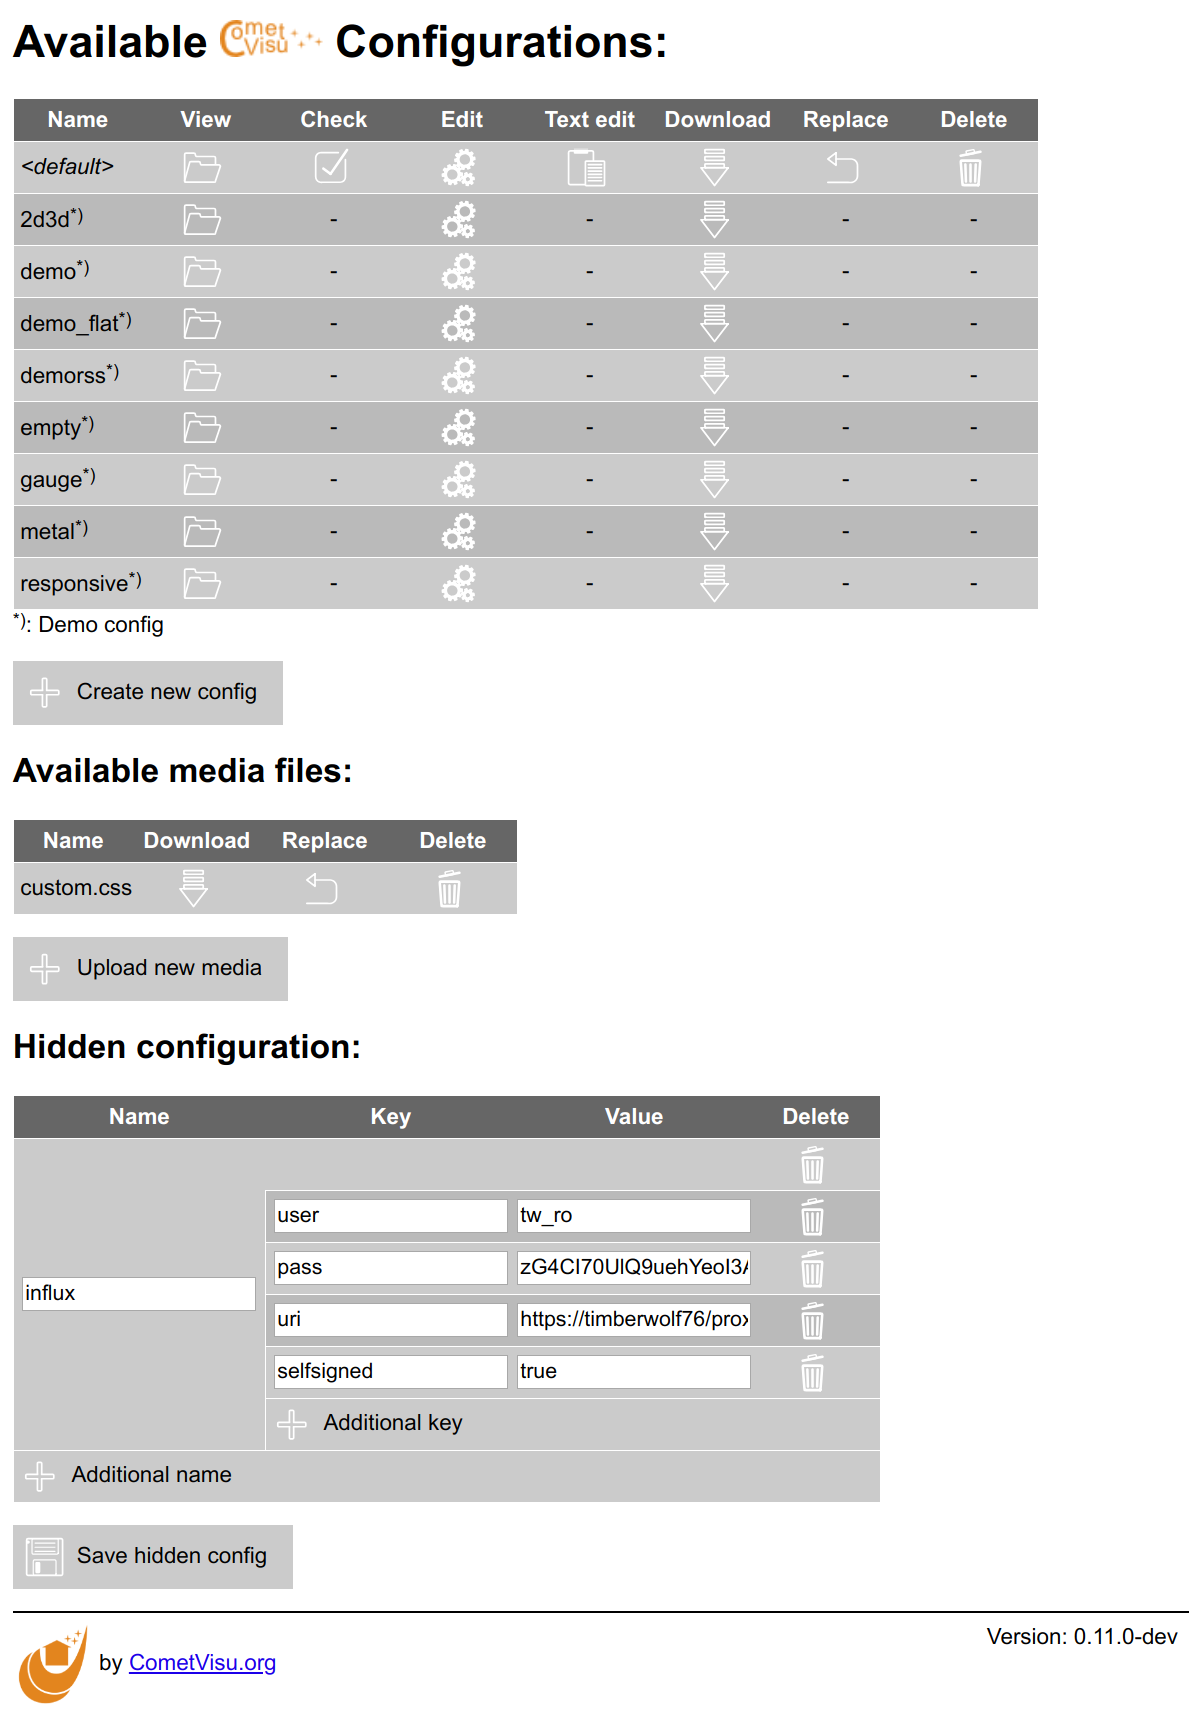 Available Comet Visu Configurations:
Name View Check Edit Text edit Download Replace Delete
<default>
2d3d*) - - - -
demo*) - - - -
demo_flat*) - - - -
demorss*) - - - -
empty*) - - - -
gauge*) - - - -
metal*) - - - -
responsive*) - - - -
*): Demo config
Create new config
Available media files:
Name Download Replace Delete
custom.css
Upload new media
Hidden configuration:
Name Key Value Delete
user tw_ro
pass
influx
uri https://timberwolf76/prox
selfsigned true
Additional key
Additional name
Save hidden config
Version: 0.11.0-dev
by CometVisu.org